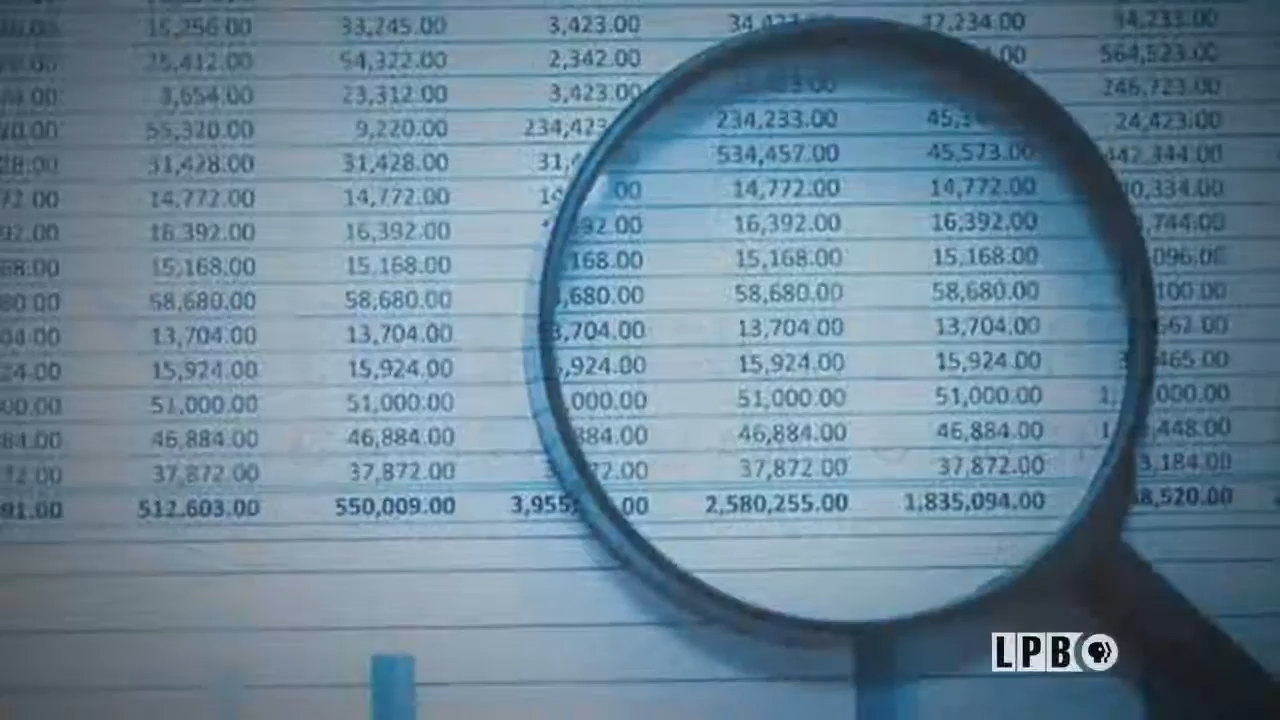 15,256.00 33,245.00 3,423.00 37,234.00 34,233.00
54,322.00 2,342.00 564,523.00
3,654.00 23,312.00 3,423.00 246,723.00
55,320.00 9,220.00 234,233.00 24,423.00
31,428.00 31,428.00 534,457.00 45,573.00
14,772.00 14,772.00 14,772.00 14,772.00
16,392.00 16,392.00 16,392.00 16,392.00
15,168.00 15,168.00 15,168.00 15,168.00
58,680.00 58,680.00 58,680.00 58,680.00
13,704.00 13,704.00 13,704.00 13,704.00
15,924.00 15,924.00 15,924.00 15,924.00
51,000.00 51,000.00 51,000.00 51,000.00
46,884.00 46,884.00 46,884.00 46,884.00
37,872.00 37,872.00 37,872.00 37,872.00
512,603.00 550,009.00 2,580,255.00 1,835,094.00
LPB